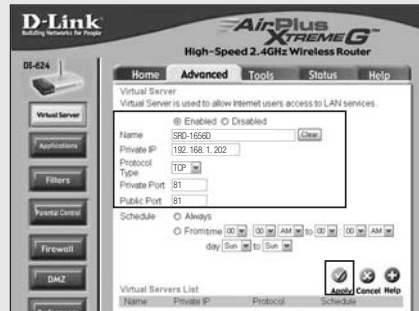 D-Link
Building Networks for People
AirPlus
XTREME G
High-Speed 2.4GHz Wireless Router
DI-624
Home Advanced Tools Status Help
Virtual Server
Virtual Server is used to allow Internet users access to LAN services.
Enabled Disabled
Name SRD-1656D Clear
Private IP 192.168.1.202
Protocol Type TCP
Private Port 81
Public Port 81
Schedule Always
From time 00 : 00 AM to 00 : 00 AM
day Sun to Sun
Apply Cancel Help
Virtual Servers List
Name Private IP Protocol Schedule
Virtual Server
Applications
Filters
Parental Control
Firewall
DMZ